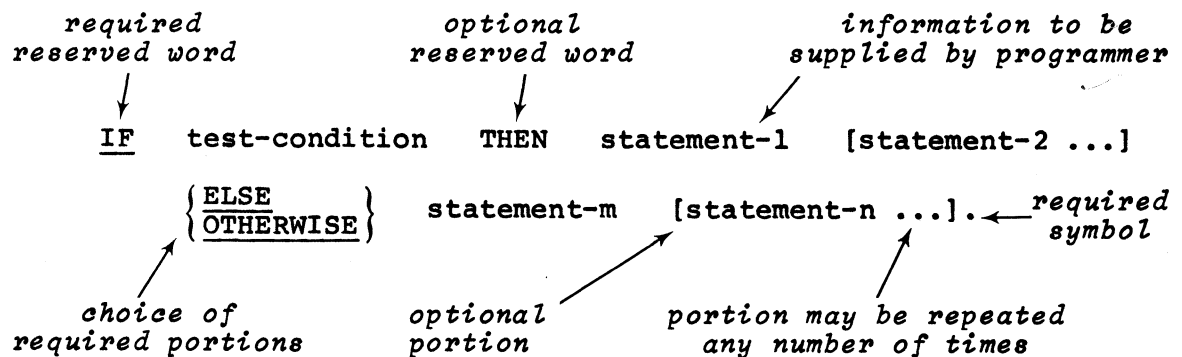 required optional information to be
reserved word reserved word supplied by programmer
IF test-condition THEN statement-1 [statement-2 ...]
{ELSE
OTHERWISE} statement-m [statement-n ...]. required
symbol
choice of optional portion may be repeated
required portions portion any number of times